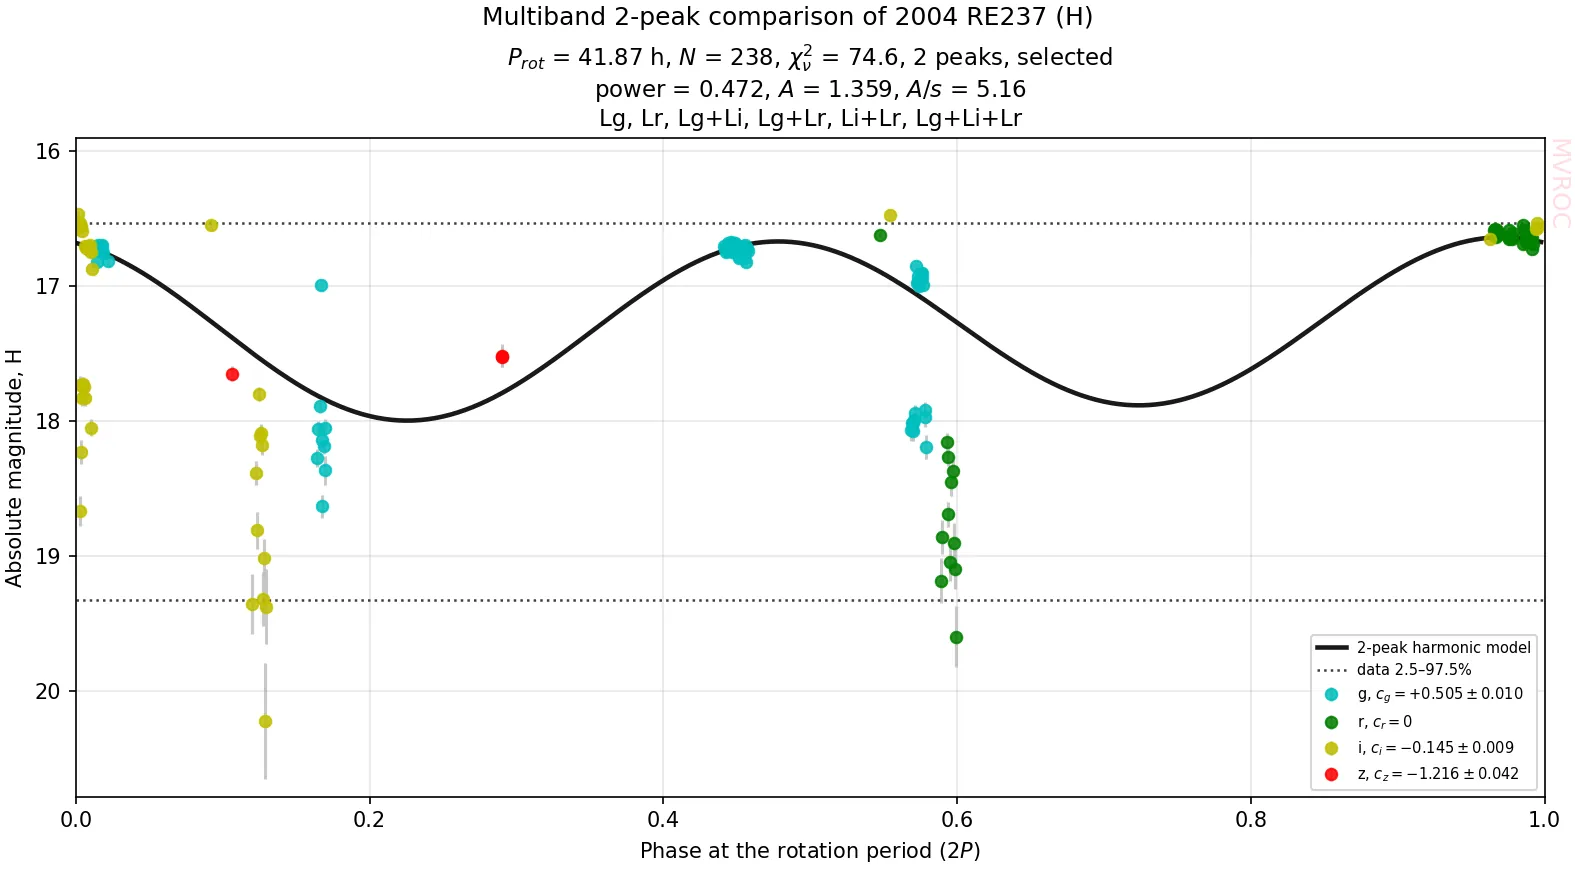 Multiband 2-peak comparison of 2004 RE237 (H)
P_rot = 41.87 h, N = 238, χ²_ν = 74.6, 2 peaks, selected
power = 0.472, A = 1.359, A/s = 5.16
Lg, Lr, Lg+Li, Lg+Lr, Li+Lr, Lg+Li+Lr
MVROC
Absolute magnitude, H
16
17
18
19
20
2-peak harmonic model
data 2.5–97.5%
g, c_g = +0.505 ± 0.010
r, c_r = 0
i, c_i = −0.145 ± 0.009
z, c_z = −1.216 ± 0.042
0.0 0.2 0.4 0.6 0.8 1.0
Phase at the rotation period (2P)